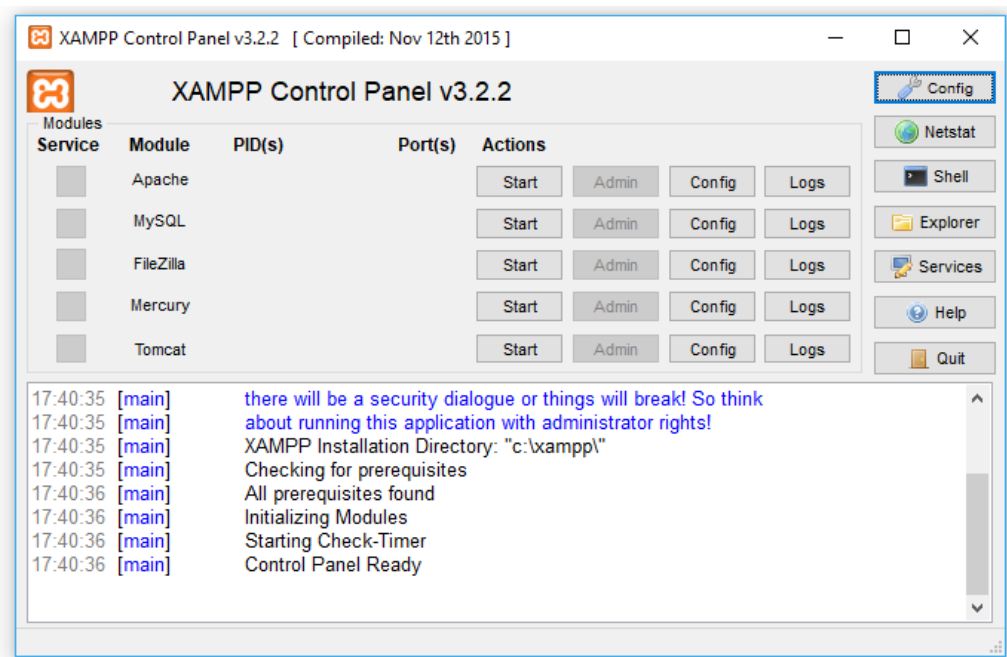 XAMPP Control Panel v3.2.2 [ Compiled: Nov 12th 2015 ]
XAMPP Control Panel v3.2.2
Config
Modules
Netstat
Service Module PID(s) Port(s) Actions
Apache Start Admin Config Logs
Shell
MySQL Start Admin Config Logs
Explorer
FileZilla Start Admin Config Logs
Services
Mercury Start Admin Config Logs
Help
Tomcat Start Admin Config Logs
Quit
17:40:35 [main] there will be a security dialogue or things will break! So think
17:40:35 [main] about running this application with administrator rights!
17:40:35 [main] XAMPP Installation Directory: "c:\xampp\"
17:40:35 [main] Checking for prerequisites
17:40:36 [main] All prerequisites found
17:40:36 [main] Initializing Modules
17:40:36 [main] Starting Check-Timer
17:40:36 [main] Control Panel Ready